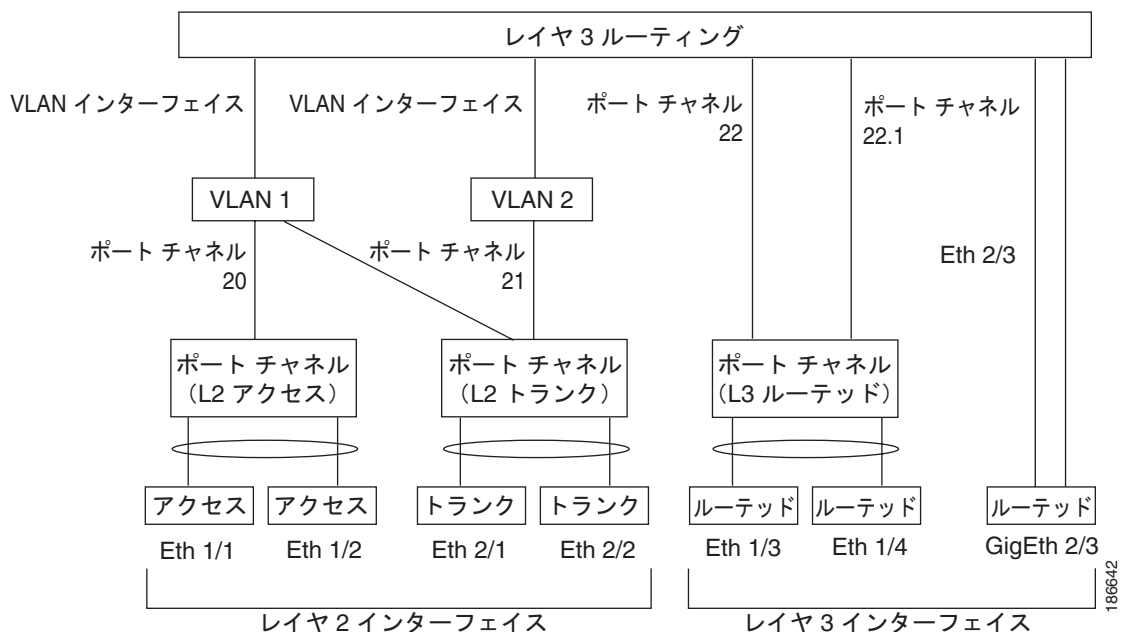 レイヤ 3 ルーティング
VLAN インターフェイス
VLAN インターフェイス
ポート チャネル
22
ポート チャネル
22.1
VLAN 1
VLAN 2
ポート チャネル
20
ポート チャネル
21
Eth 2/3
ポート チャネル
(L2 アクセス)
ポート チャネル
(L2 トランク)
ポート チャネル
(L3 ルーテッド)
アクセス
アクセス
トランク
トランク
ルーテッド
ルーテッド
ルーテッド
Eth 1/1
Eth 1/2
Eth 2/1
Eth 2/2
Eth 1/3
Eth 1/4
GigEth 2/3
レイヤ 2 インターフェイス
レイヤ 3 インターフェイス
186642